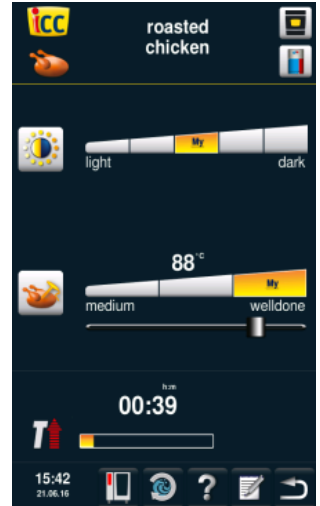 icc
roasted
chicken
My
light dark
88°C
My
medium welldone
h:m
00:39
T
15:42
21.06.16
?